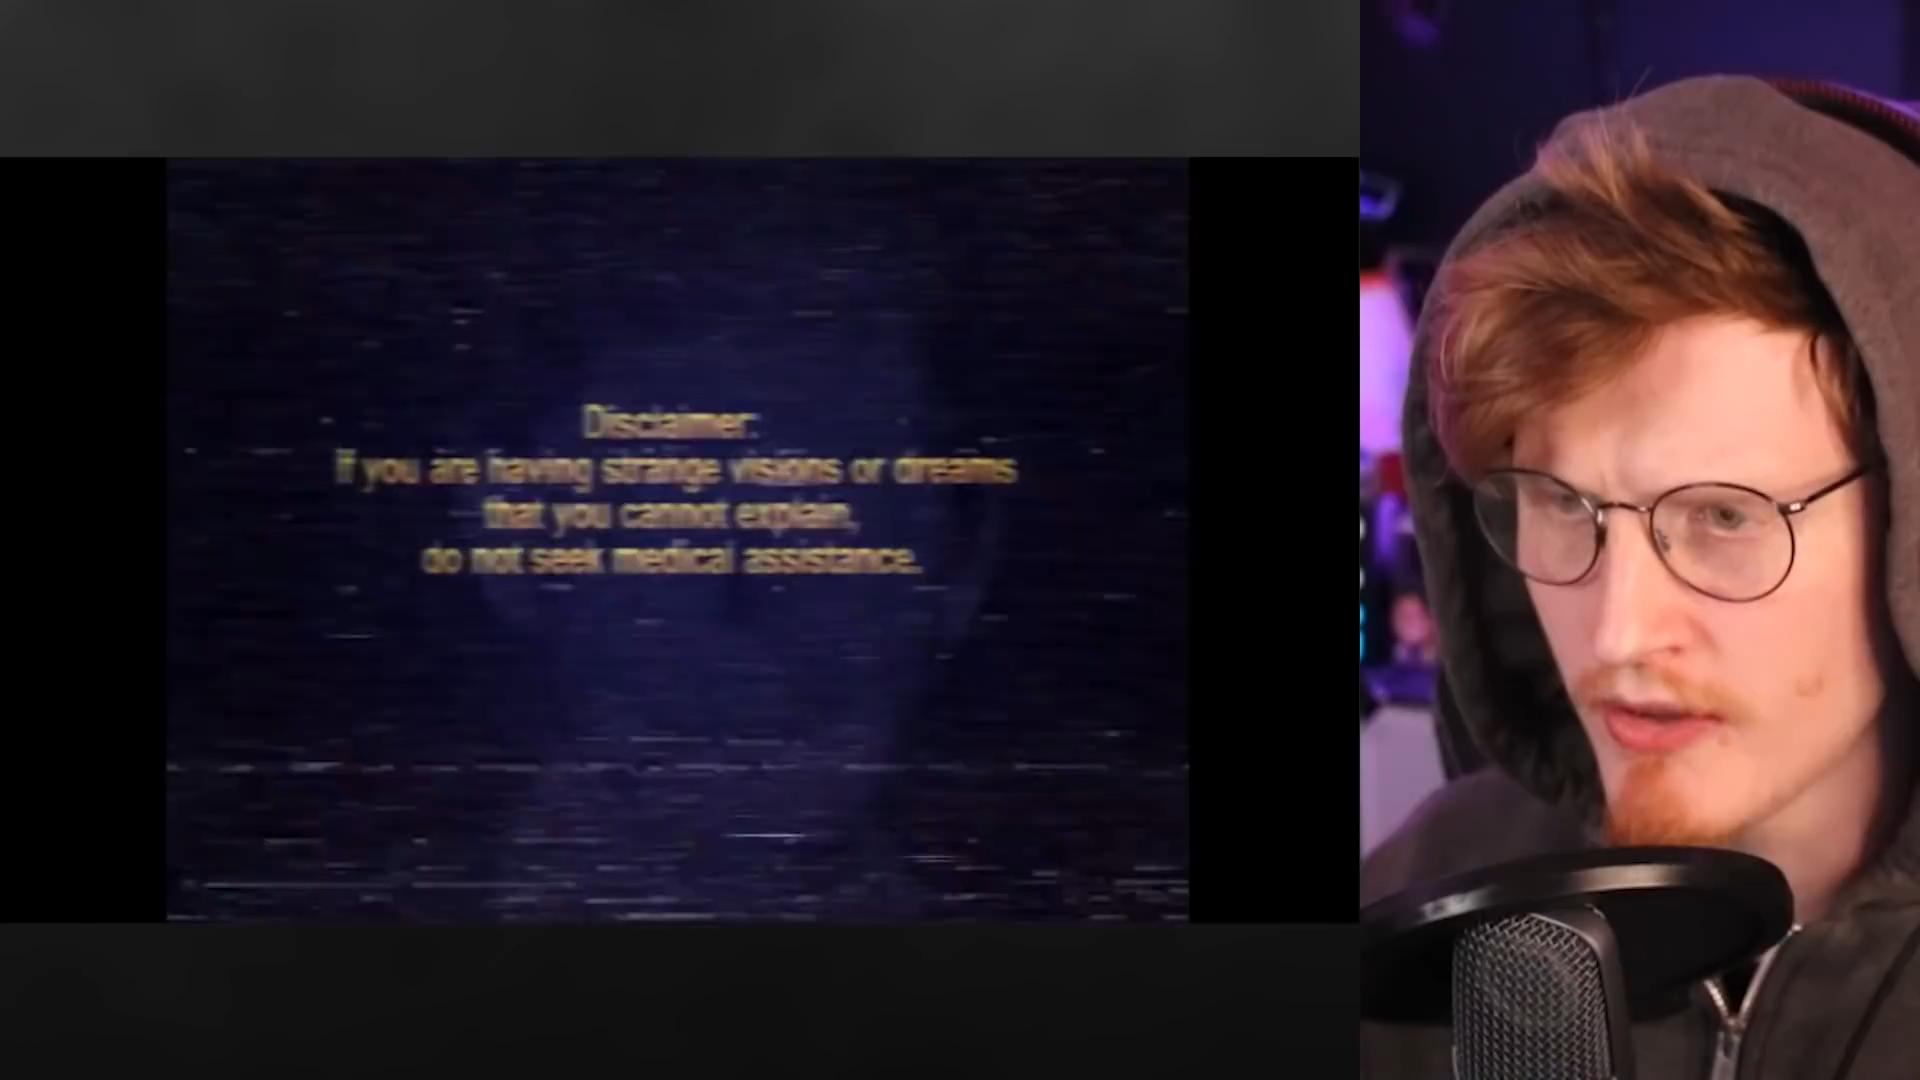 Disclaimer:
If you are having strange visions or dreams
that you cannot explain,
do not seek medical assistance.